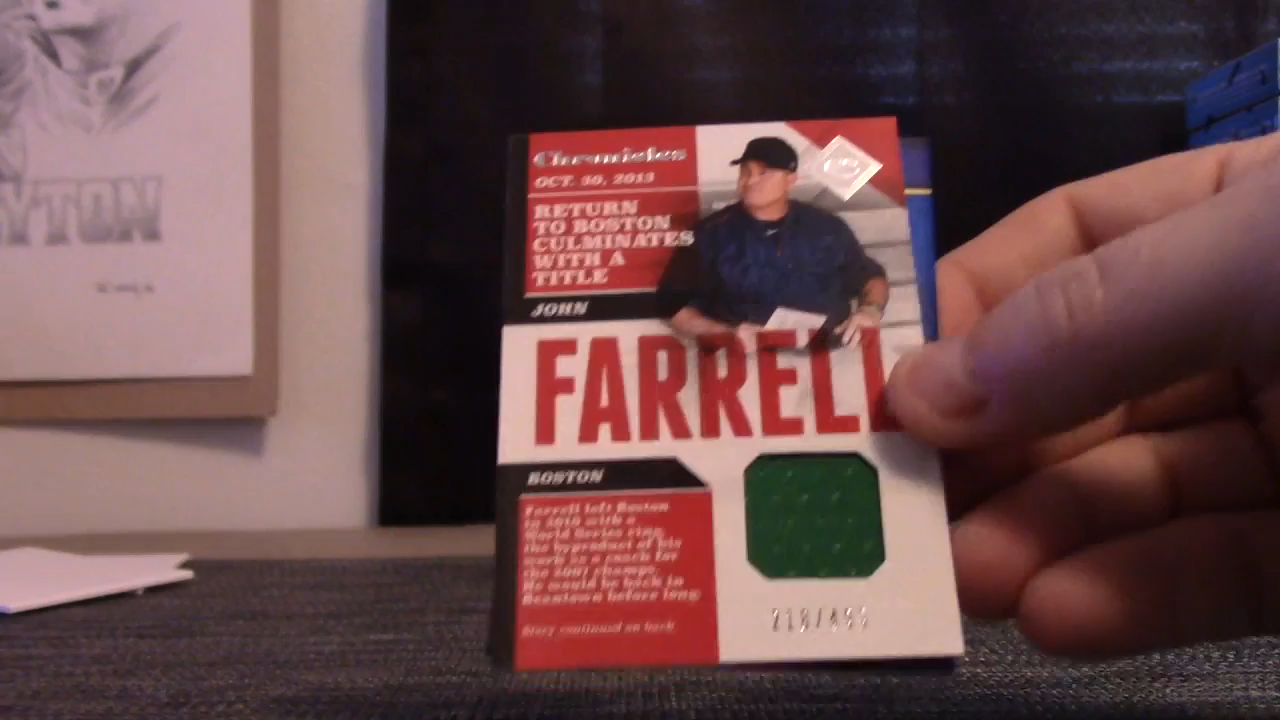 Chronicles
OCT. 30, 2013
RETURN
TO BOSTON
CULMINATES
WITH A
TITLE
JOHN
FARRELL
BOSTON
Farrell left Boston
in 2010 with a
World Series ring,
the byproduct of his
work as a coach for
the 2007 champs.
He would be back in
Beantown before long.
Story continued on back
YTON